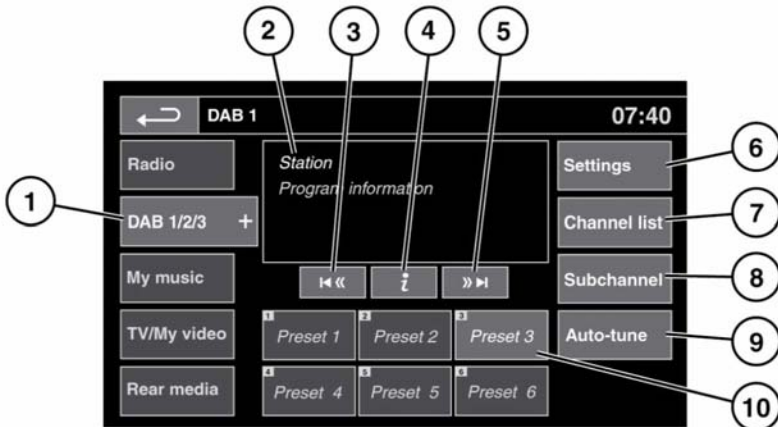 2 3 4 5
DAB 1 07:40
Radio
Station
Settings
6
Program information
1
DAB 1/2/3 +
Channel list
7
My music
i
Subchannel
8
TV/My video
1 Preset 1
2 Preset 2
3 Preset 3
Auto-tune
9
Rear media
4 Preset 4
5 Preset 5
6 Preset 6
10